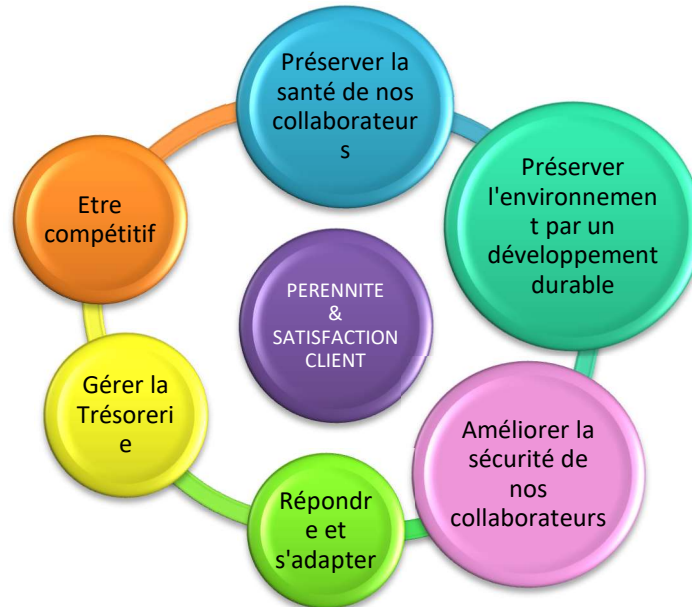 Préserver la
santé de nos
collaborateur
s
Préserver
l'environnemen
t par un
développement
durable
Améliorer la
sécurité de
nos
collaborateurs
Répondr
e et
s'adapter
Gérer la
Trésoreri
e
Etre
compétitif
PERENNITE
&
SATISFACTION
CLIENT